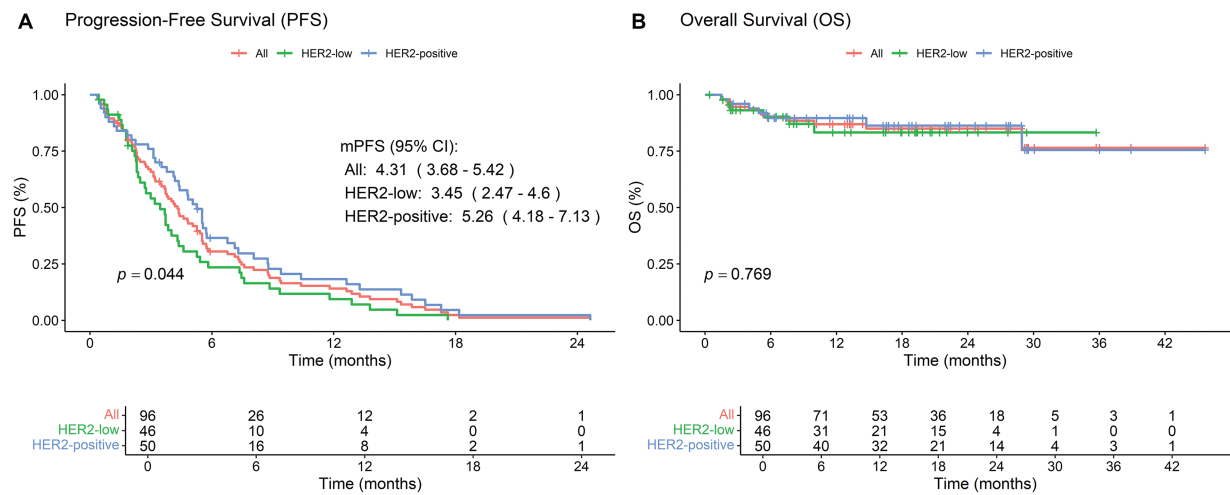 A Progression-Free Survival (PFS)
All HER2-low HER2-positive
1.00
0.75
0.50
0.25
0.00
PFS (%)
mPFS (95% CI):
All: 4.31 ( 3.68 - 5.42 )
HER2-low: 3.45 ( 2.47 - 4.6 )
HER2-positive: 5.26 ( 4.18 - 7.13 )
p = 0.044
0 6 12 18 24
Time (months)
All 96 26 12 2 1
HER2-low 46 10 4 0 0
HER2-positive 50 16 8 2 1
0 6 12 18 24
Time (months)
B Overall Survival (OS)
All HER2-low HER2-positive
1.00
0.75
0.50
0.25
0.00
OS (%)
p = 0.769
0 6 12 18 24 30 36 42
Time (months)
All 96 71 53 36 18 5 3 1
HER2-low 46 31 21 15 4 1 0 0
HER2-positive 50 40 32 21 14 4 3 1
0 6 12 18 24 30 36 42
Time (months)